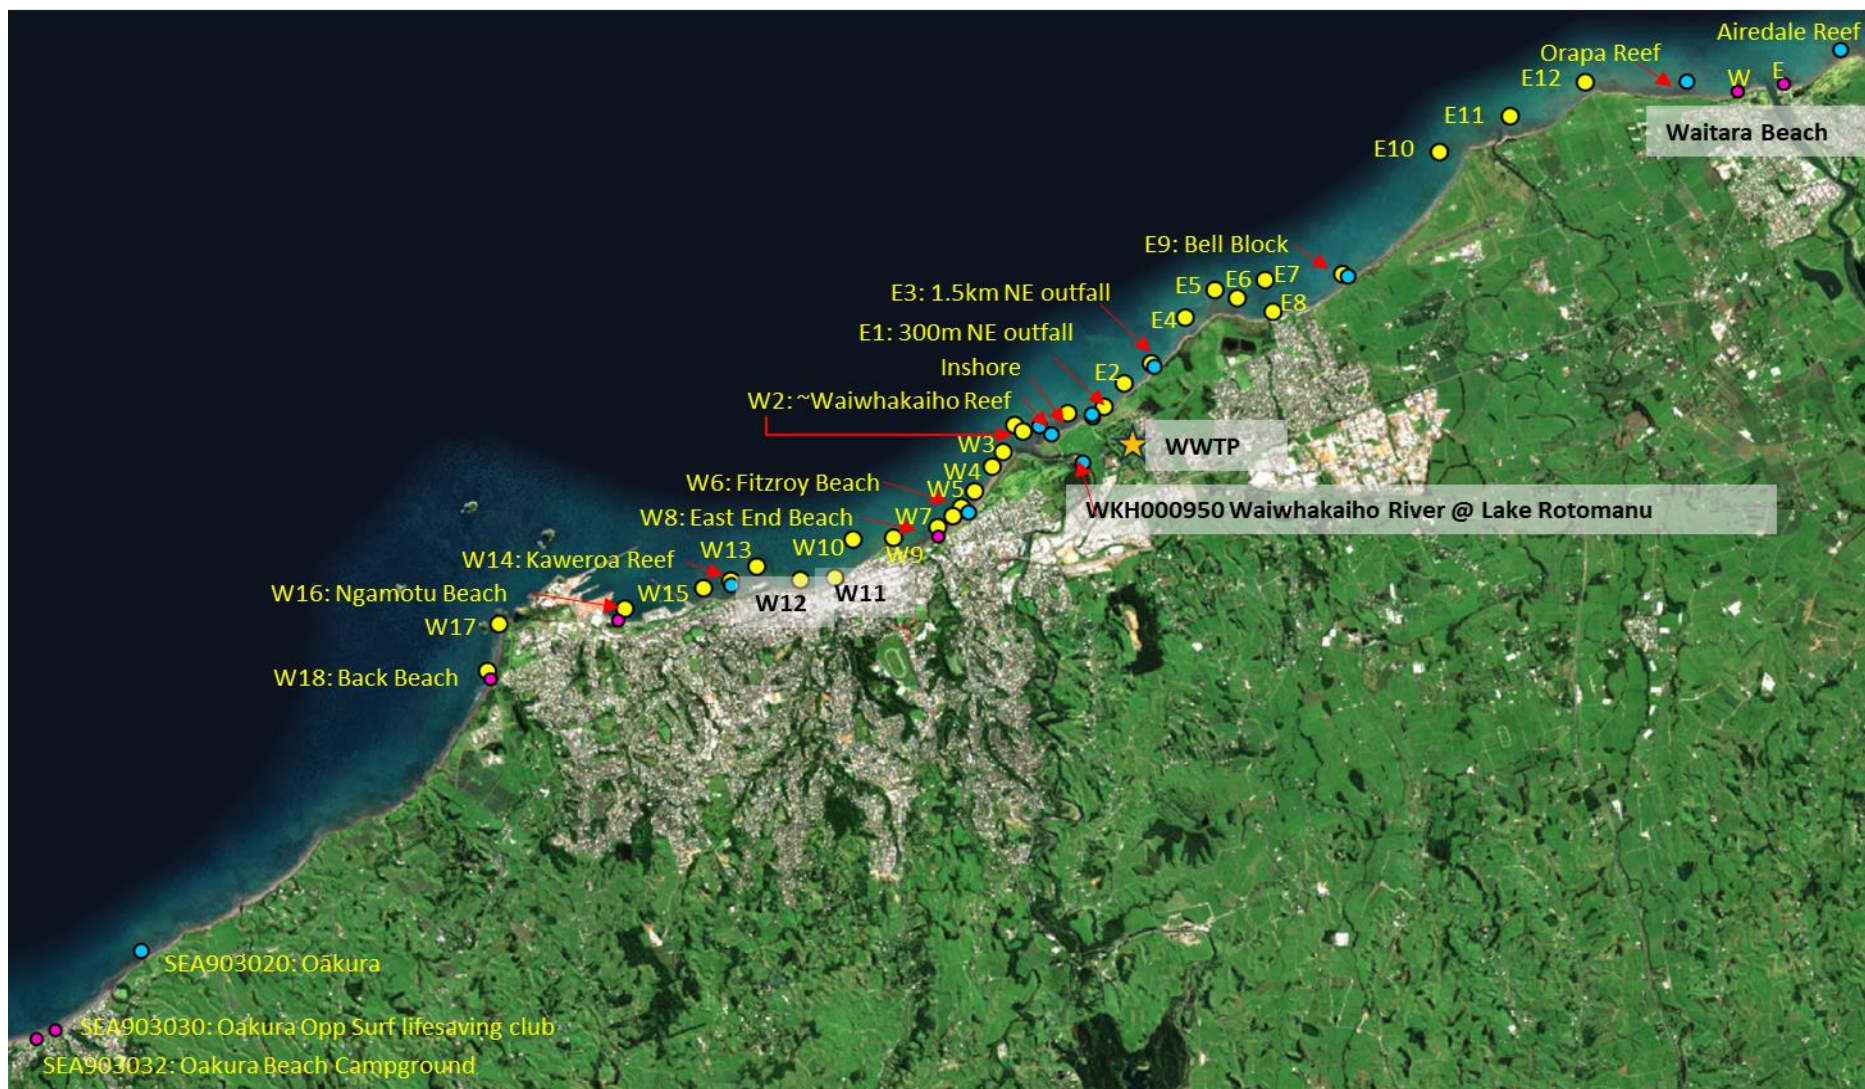 Airedale Reef
Orapa Reef
E12
W
E
E11
Waitara Beach
E10
E9: Bell Block
E7
E6
E5
E3: 1.5km NE outfall
E8
E4
E1: 300m NE outfall
Inshore
E2
W2: ~Waiwhakaiho Reef
W3
WWTP
W4
W6: Fitzroy Beach
W5
WKH000950 Waiwhakaiho River @ Lake Rotomanu
W8: East End Beach
W7
W10
W9
W13
W14: Kaweroa Reef
W16: Ngamotu Beach
W15
W12
W11
W17
W18: Back Beach
SEA903020: Oākura
SEA903030: Oakura Opp Surf lifesaving club
SEA903032: Oakura Beach Campground